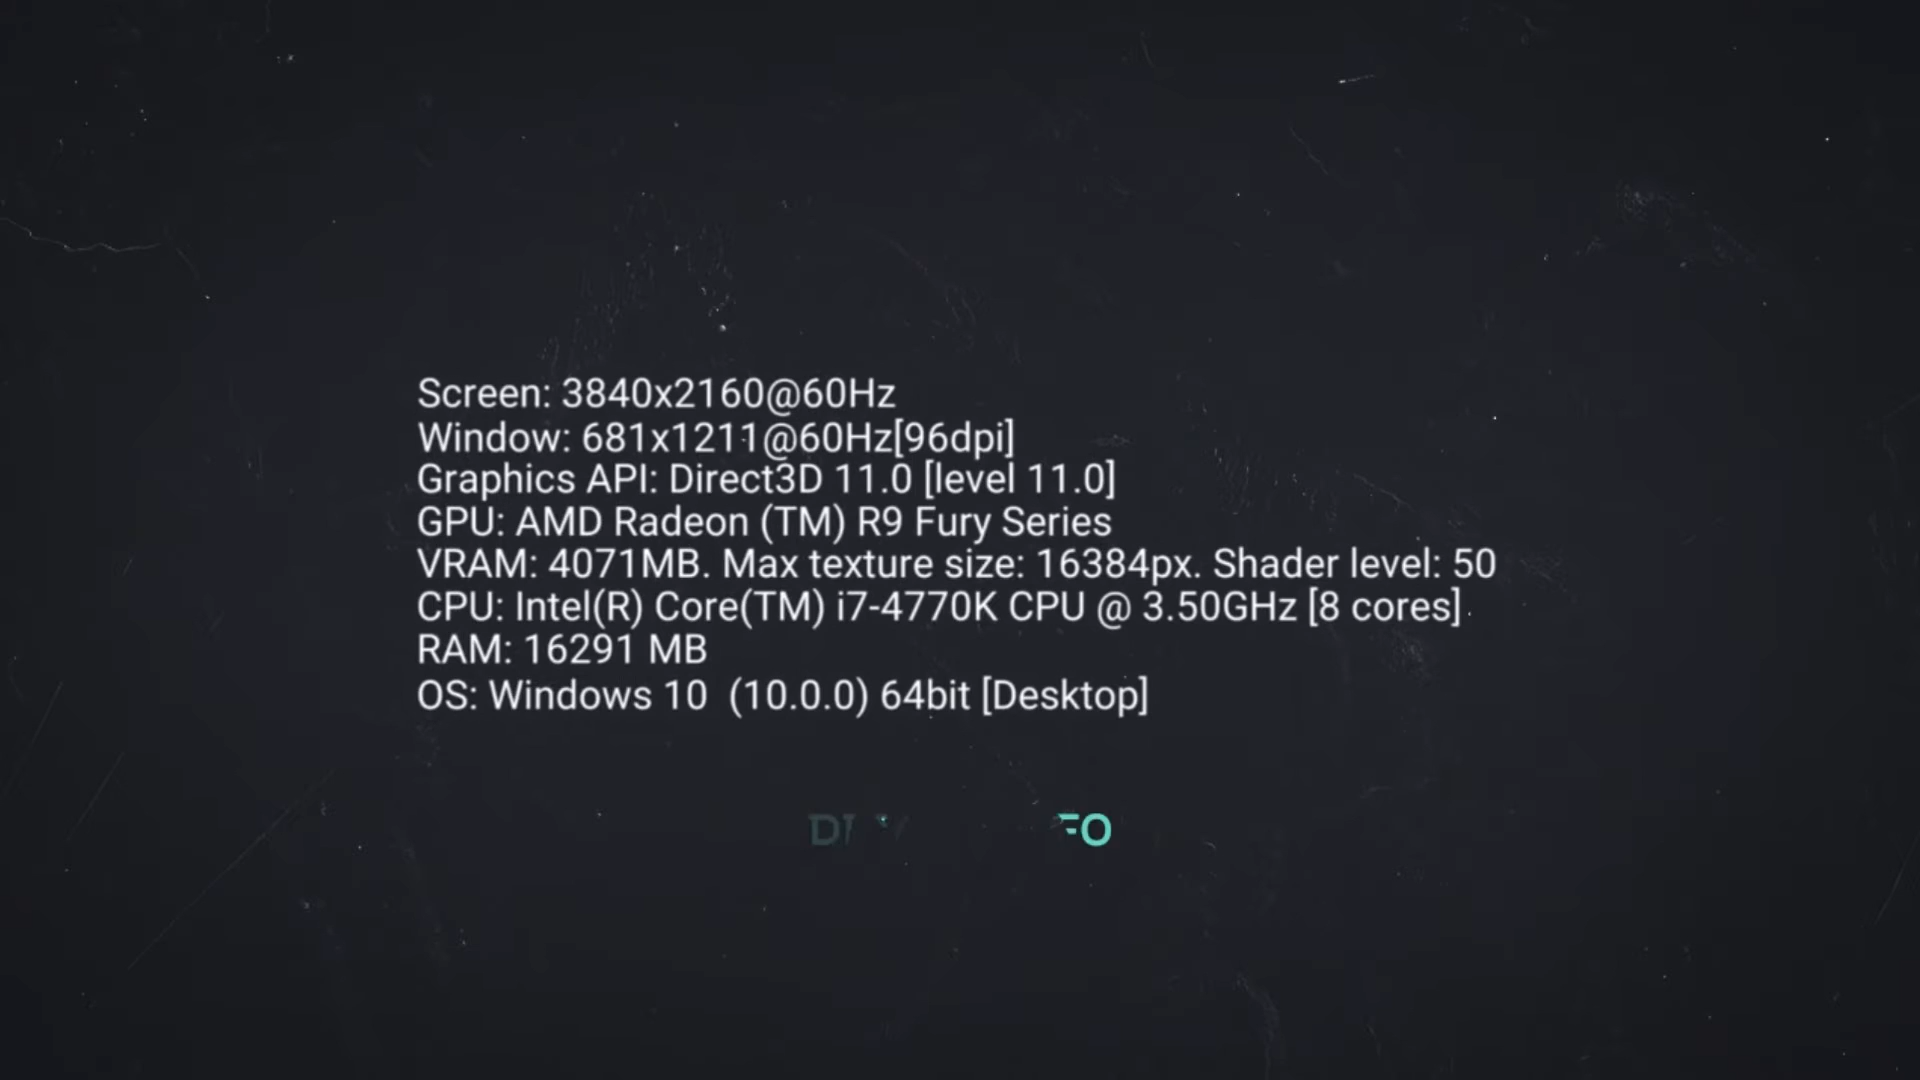 Screen: 3840x2160@60Hz
Window: 681x1211@60Hz[96dpi]
Graphics API: Direct3D 11.0 [level 11.0]
GPU: AMD Radeon (TM) R9 Fury Series
VRAM: 4071MB. Max texture size: 16384px. Shader level: 50
CPU: Intel(R) Core(TM) i7-4770K CPU @ 3.50GHz [8 cores]
RAM: 16291 MB
OS: Windows 10  (10.0.0) 64bit [Desktop]